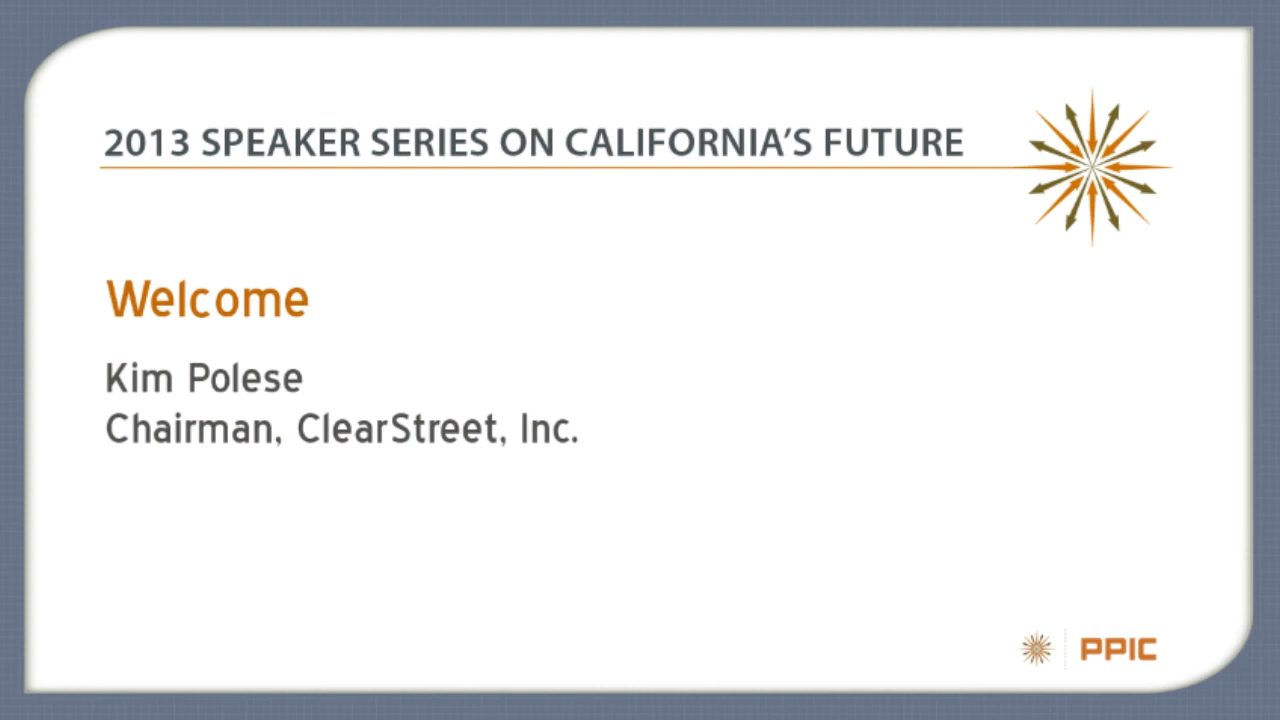 2013 SPEAKER SERIES ON CALIFORNIA'S FUTURE
Welcome
Kim Polese
Chairman, ClearStreet, Inc.
PPIC